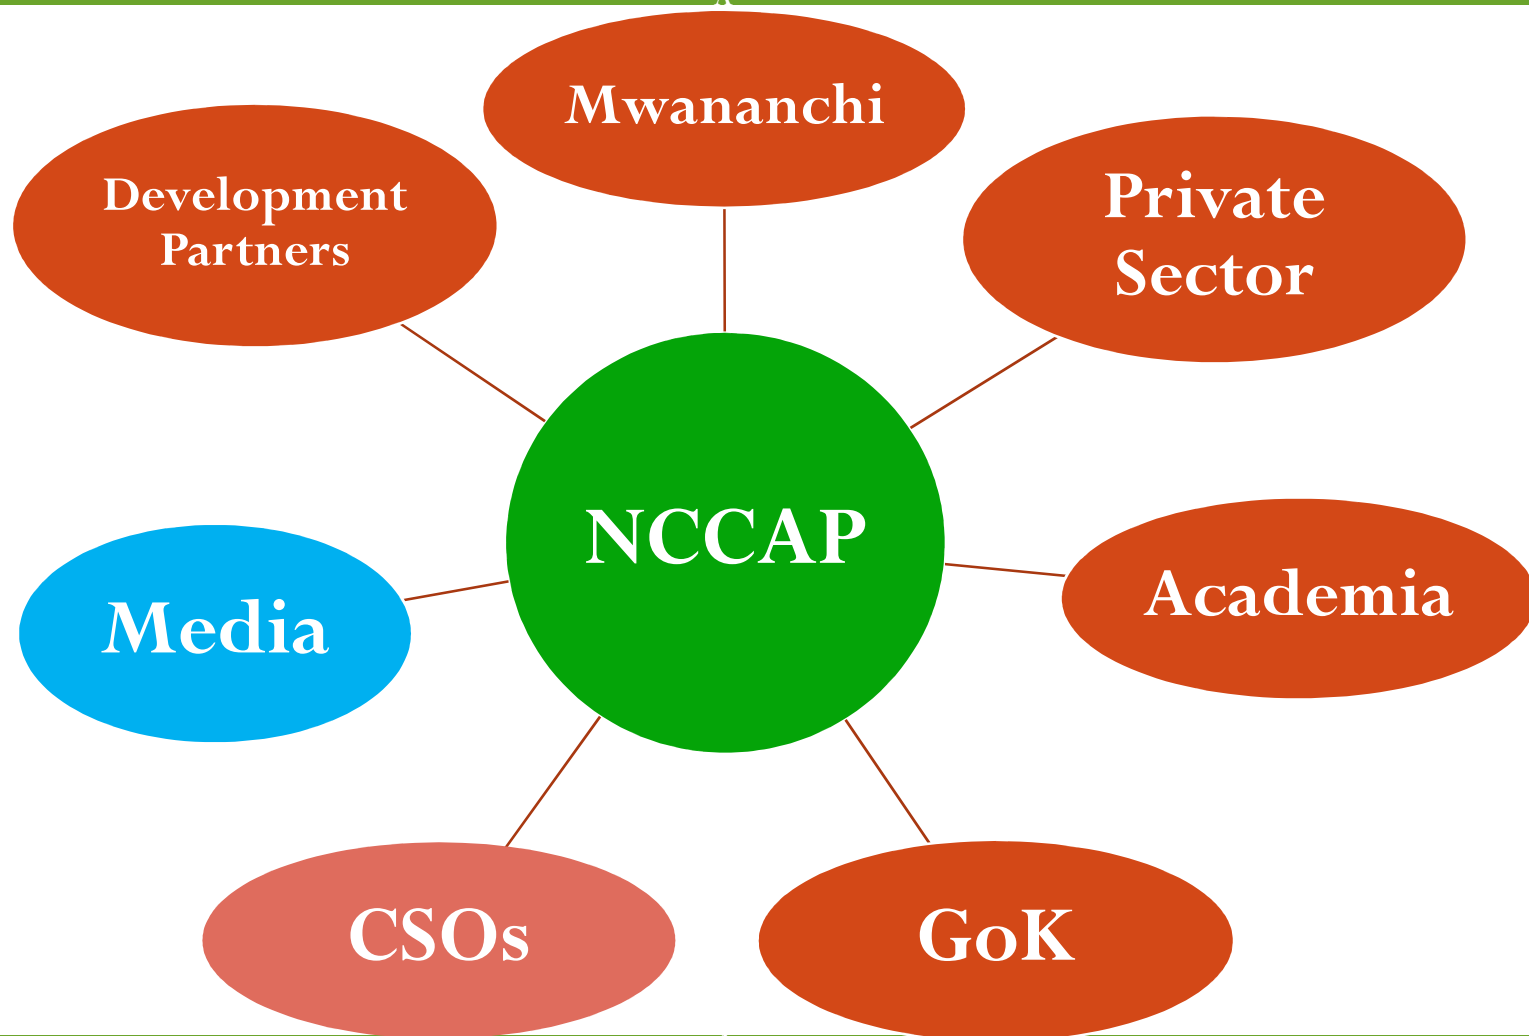 Mwananchi
Development
Partners
Private
Sector
NCCAP
Academia
Media
CSOs
GoK